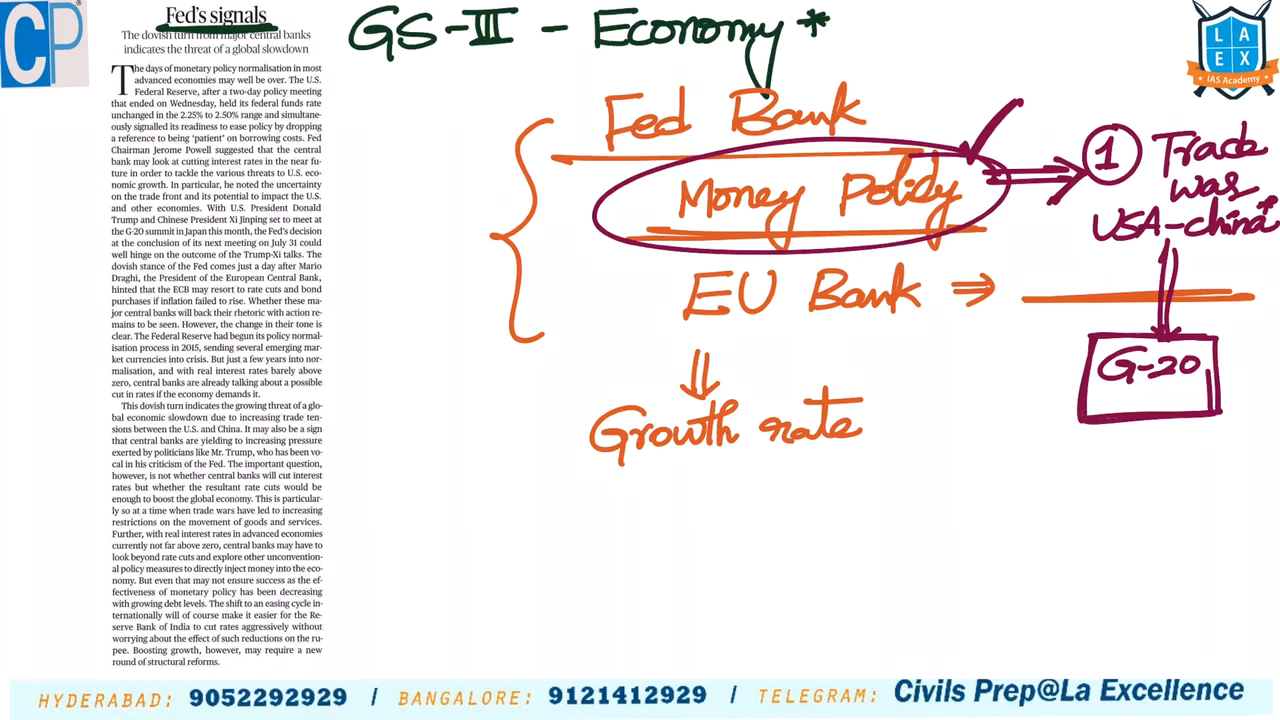 CP
Fed's signals
The dovish turn from major central banks
indicates the threat of a global slowdown
The days of monetary policy normalisation in most
advanced economies may well be over. The U.S.
Federal Reserve, after a two-day policy meeting
that ended on Wednesday, held its federal funds rate
unchanged in the 2.25% to 2.50% range and simultane-
ously signalled its readiness to ease policy by dropping
a reference to being 'patient' on borrowing costs. Fed
Chairman Jerome Powell suggested that the central
bank may look at cutting interest rates in the near fu-
ture in order to tackle the various threats to U.S. eco-
nomic growth. In particular, he noted the uncertainty
on the trade front and its potential to impact the U.S.
and other economies. With U.S. President Donald
Trump and Chinese President Xi Jinping set to meet at
the G-20 summit in Japan this month, the Fed's decision
at the conclusion of its next meeting on July 31 could
well hinge on the outcome of the Trump-Xi talks. The
dovish stance of the Fed comes just a day after Mario
Draghi, the President of the European Central Bank,
hinted that the ECB may resort to rate cuts and bond
purchases if inflation failed to rise. Whether these ma-
jor central banks will back their rhetoric with action re-
mains to be seen. However, the change in their tone is
clear. The Federal Reserve had begun its policy normal-
isation process in 2015, sending several emerging mar-
ket currencies into crisis. But just a few years into nor-
malisation, and with real interest rates barely above
zero, central banks are already talking about a possible
cut in rates if the economy demands it.
This dovish turn indicates the growing threat of a glo-
bal economic slowdown due to increasing trade ten-
sions between the U.S. and China. It may also be a sign
that central banks are yielding to increasing pressure
exerted by politicians like Mr. Trump, who has been vo-
cal in his criticism of the Fed. The important question,
however, is not whether central banks will cut interest
rates but whether the resultant rate cuts would be
enough to boost the global economy. This is particular-
ly so at a time when trade wars have led to increasing
restrictions on the movement of goods and services.
Further, with real interest rates in advanced economies
currently not far above zero, central banks may have to
look beyond rate cuts and explore other unconvention-
al policy measures to directly inject money into the eco-
nomy. But even that may not ensure success as the ef-
fectiveness of monetary policy has been decreasing
with growing debt levels. The shift to an easing cycle in-
ternationally will of course make it easier for the Re-
serve Bank of India to cut rates aggressively without
worrying about the effect of such reductions on the ru-
pee. Boosting growth, however, may require a new
round of structural reforms.
GS-III - Economy *
Fed Bank
Money Policy
EU Bank ⇒
Growth rate
1 Trade
war
USA-china*
G-20
LA
EX
IAS Academy
HYDERABAD: 9052292929 / BANGALORE: 9121412929 / TELEGRAM: Civils Prep@La Excellence